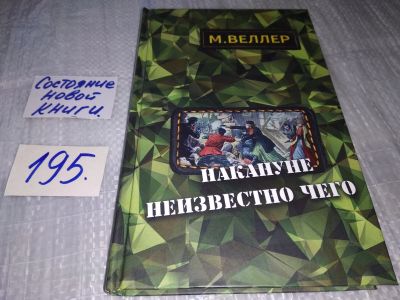 М.ВЕЛЛЕР
Состояние
новой
книги.
195.
НАКАНУНЕ
НЕИЗВЕСТНО ЧЕГО